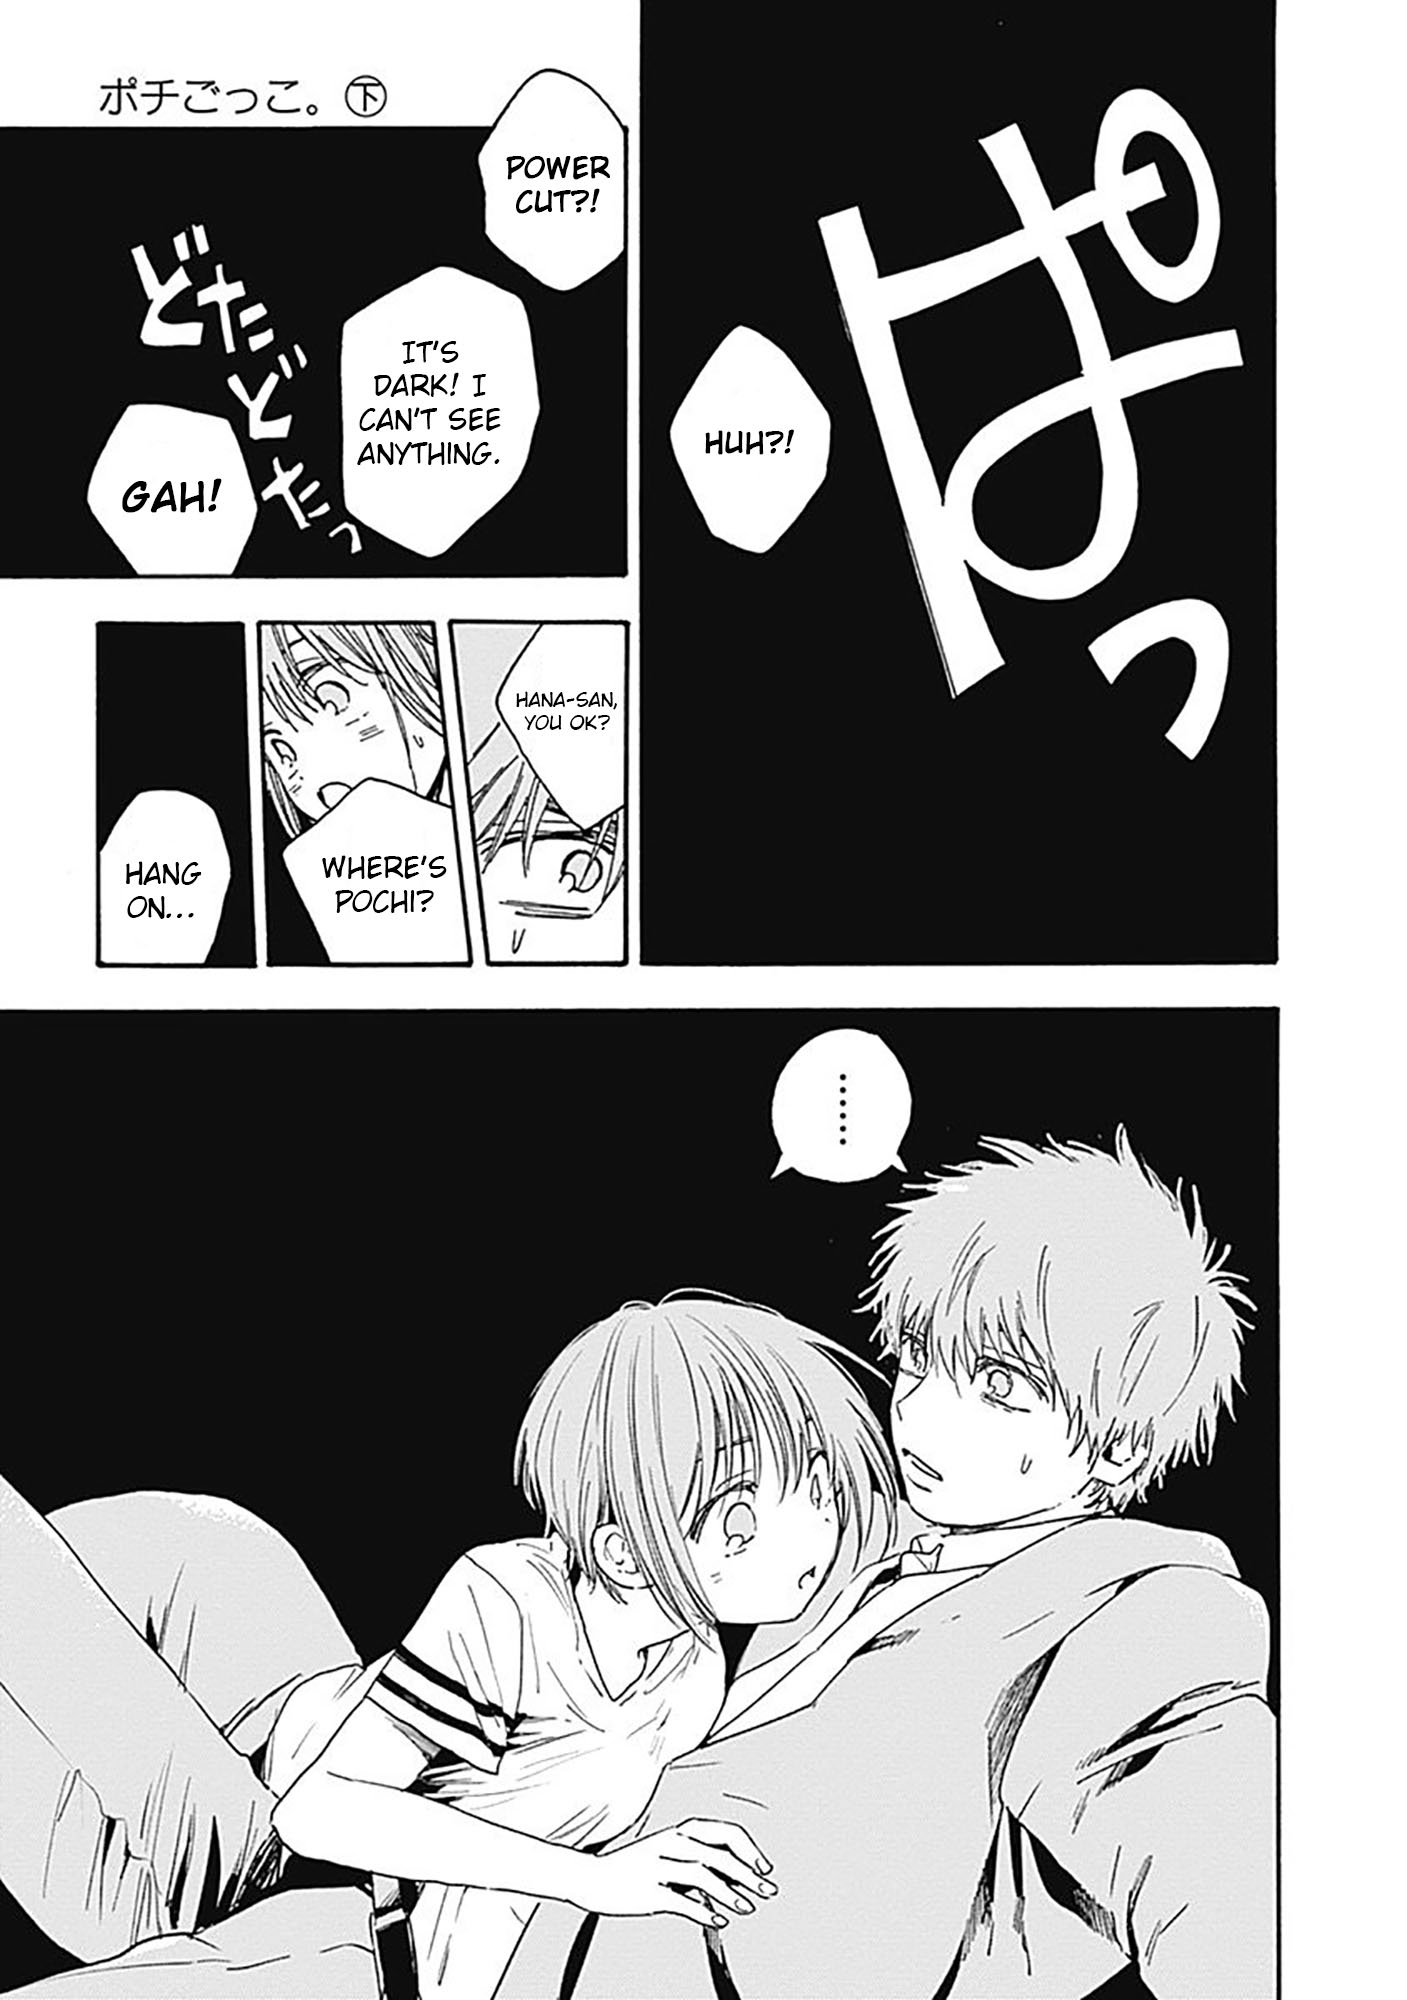 ポチごっこ。㊦
ぱっ
HUH?!
POWER
CUT?!
IT'S
DARK! I
CAN'T SEE
ANYTHING.
どた
どたっ
GAH!
HANA-SAN,
YOU OK?
WHERE'S
POCHI?
HANG
ON...
……